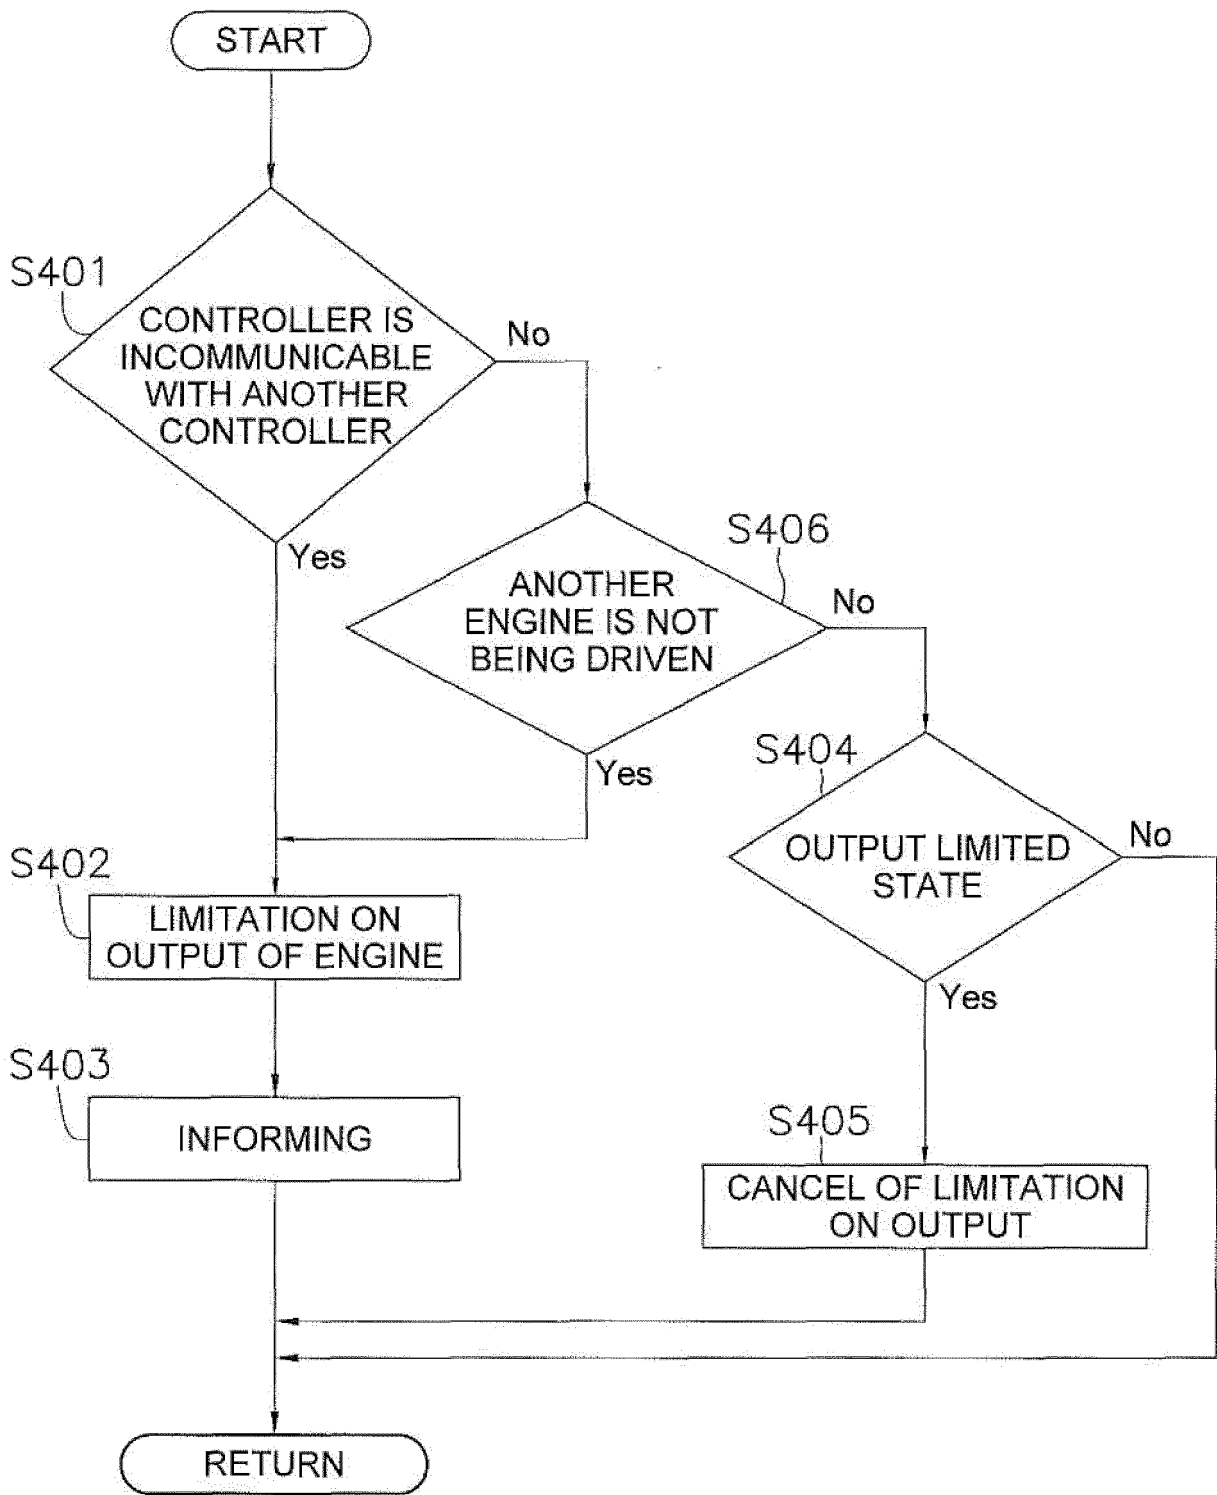 START
S401
CONTROLLER IS
INCOMMUNICABLE
WITH ANOTHER
CONTROLLER
No
Yes
S406
ANOTHER
ENGINE IS NOT
BEING DRIVEN
No
Yes
S404
OUTPUT LIMITED
STATE
No
Yes
S402
LIMITATION ON
OUTPUT OF ENGINE
S403
INFORMING
S405
CANCEL OF LIMITATION
ON OUTPUT
RETURN